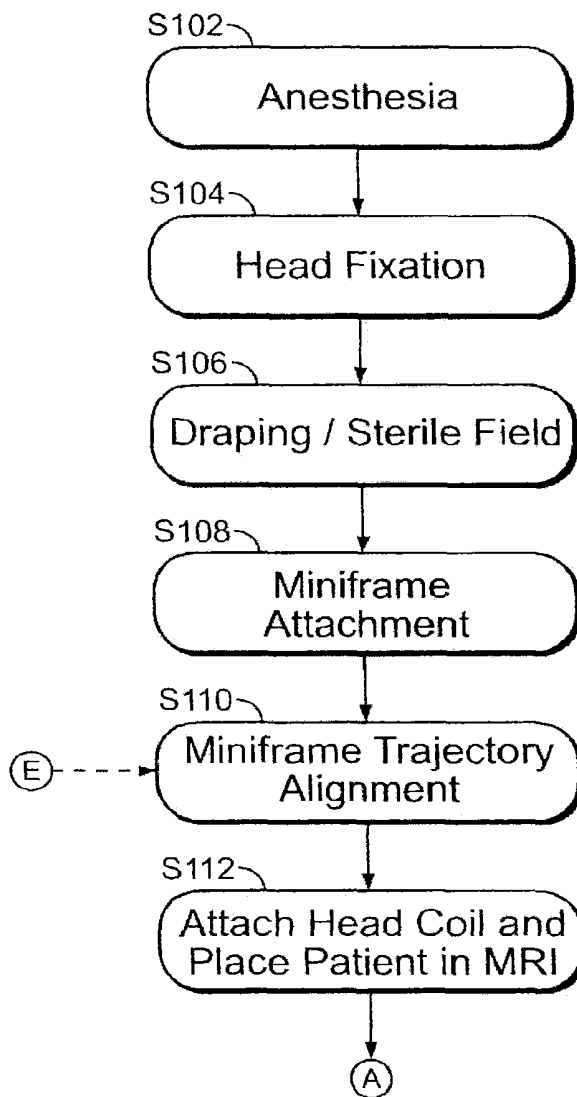 S102
Anesthesia
S104
Head Fixation
S106
Draping / Sterile Field
S108
Miniframe
Attachment
S110
E
Miniframe Trajectory
Alignment
S112
Attach Head Coil and
Place Patient in MRI
A